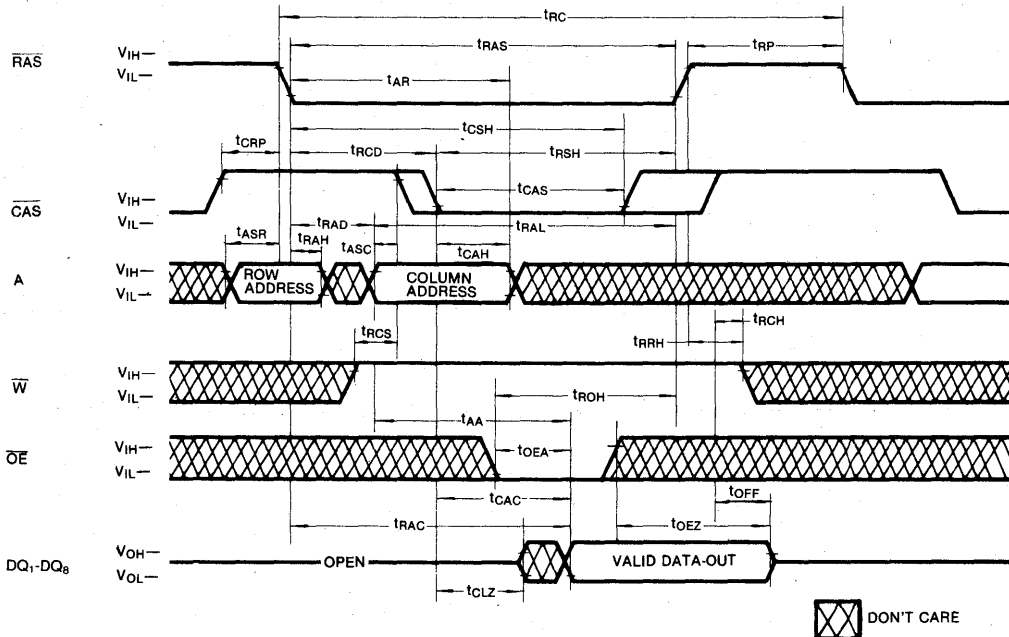 tRC
tRAS
tRP
RAS
VIH—
VIL—
tAR
tCSH
tCRP
tRCD
tRSH
tCAS
CAS
VIH—
VIL—
tRAD
tRAL
tASR
tRAH
tASC
tCAH
A
VIH—
VIL—
ROW
ADDRESS
COLUMN
ADDRESS
tRCS
tRCH
tRRH
W
VIH—
VIL—
tROH
tAA
OE
VIH—
VIL—
tOEA
tCAC
tOFF
tRAC
tOEZ
DQ1-DQ8
VOH—
VOL—
OPEN
VALID DATA-OUT
tCLZ
DON'T CARE